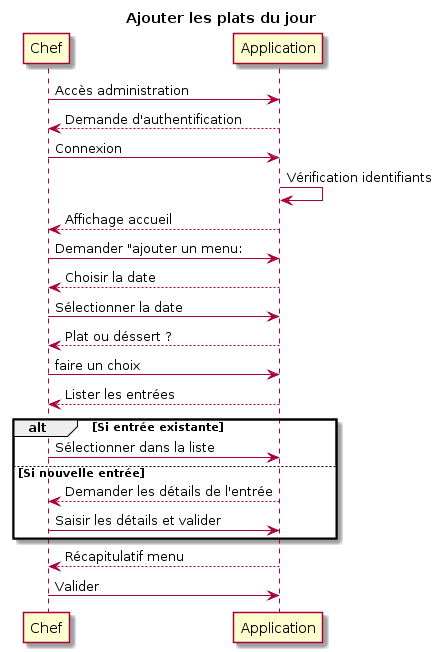 Ajouter les plats du jour
Chef
Application
Accès administration
Demande d'authentification
Connexion
Vérification identifiants
Affichage accueil
Demander "ajouter un menu:
Choisir la date
Sélectionner la date
Plat ou déssert ?
faire un choix
Lister les entrées
alt [Si entrée existante]
Sélectionner dans la liste
[Si nouvelle entrée]
Demander les détails de l'entrée
Saisir les détails et valider
Récapitulatif menu
Valider
Chef
Application